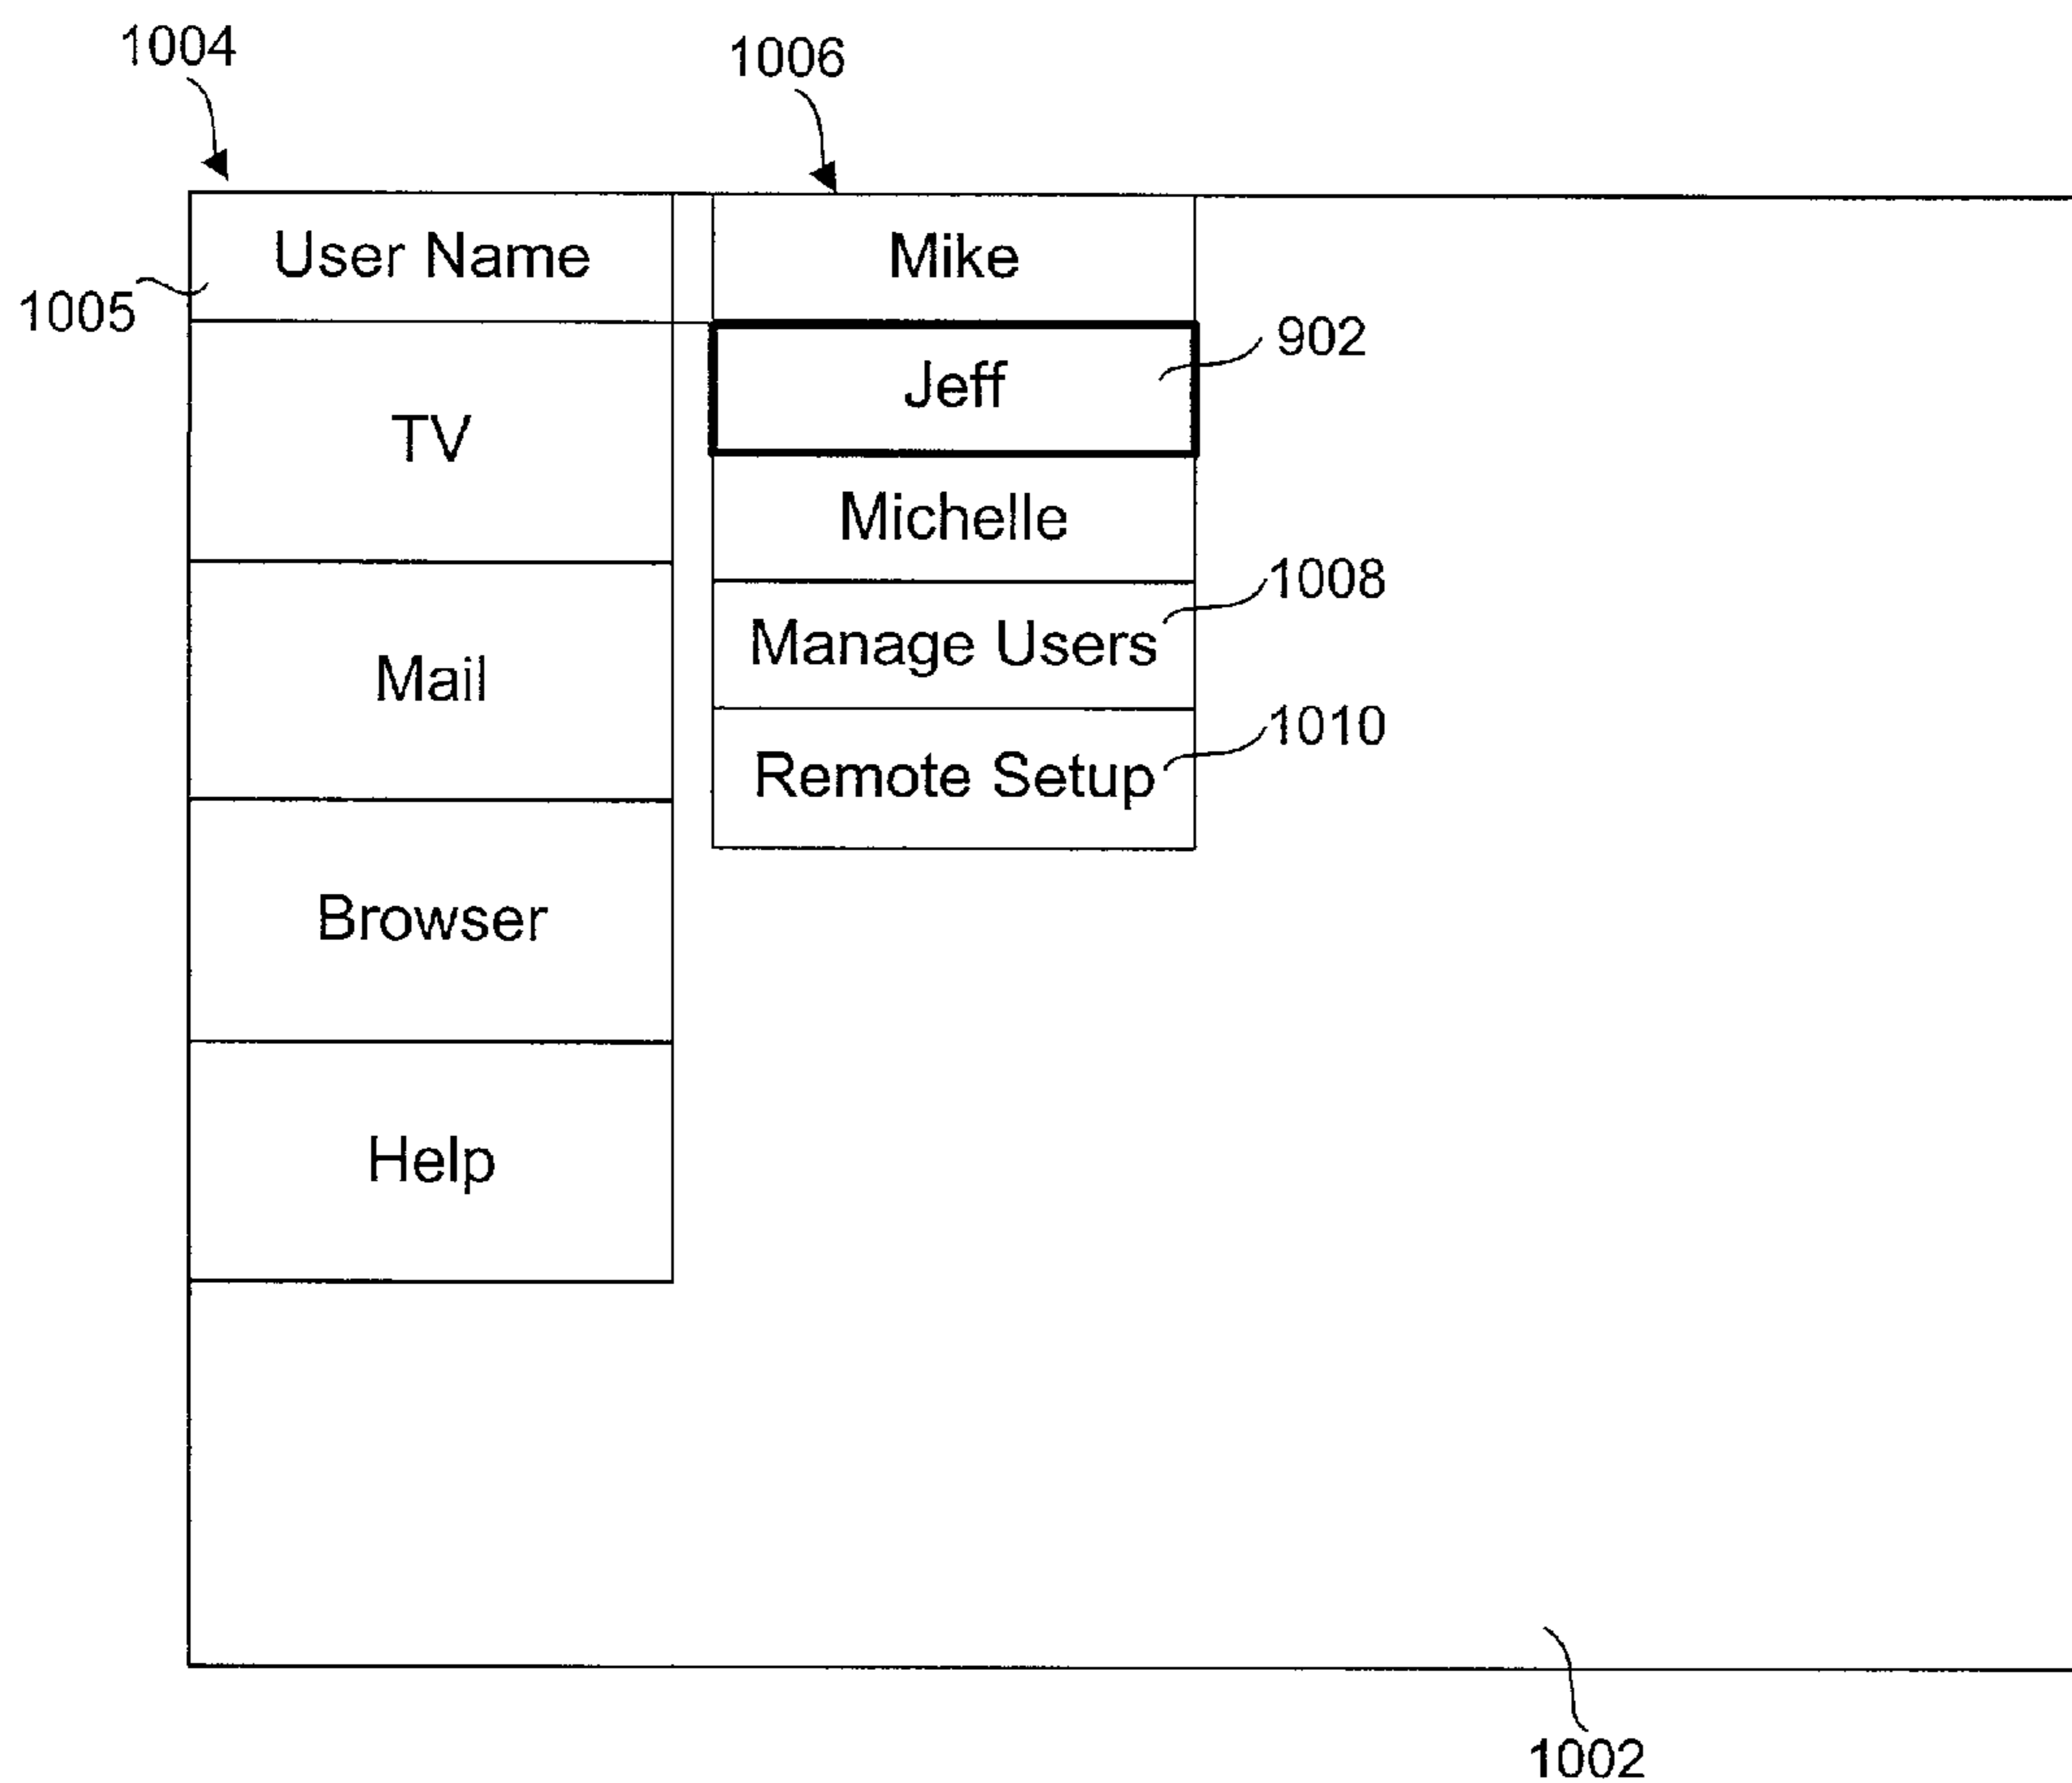 1004
1006
User Name
Mike
1005
902
Jeff
TV
Michelle
1008
Manage Users
Mail
1010
Remote Setup
Browser
Help
1002